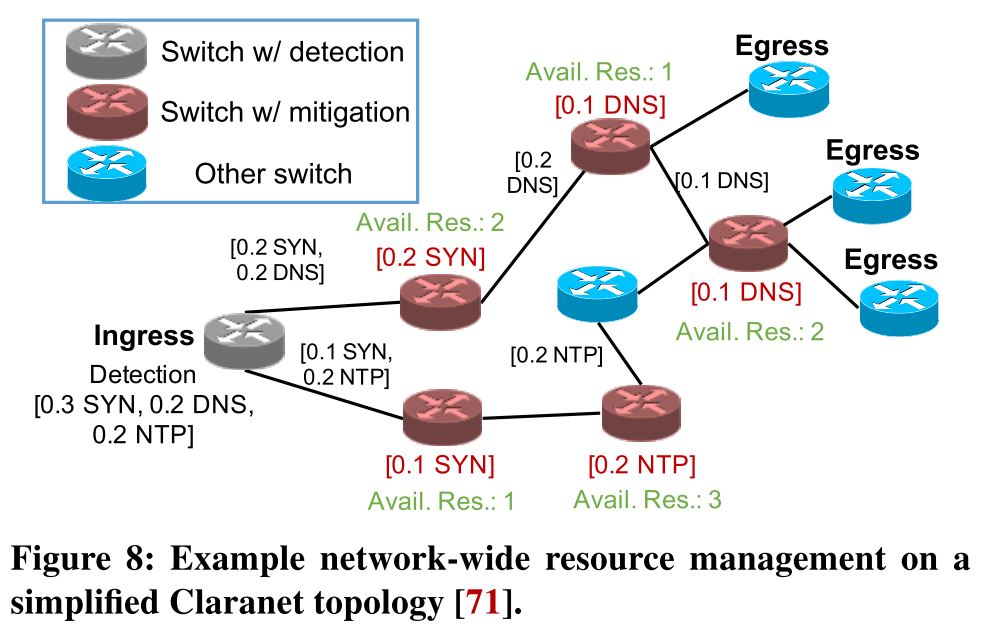 Switch w/ detection
Switch w/ mitigation
Other switch
Egress
Avail. Res.: 1
[0.1 DNS]
[0.2
DNS]
[0.1 DNS]
Egress
Avail. Res.: 2
[0.2 SYN]
[0.2 SYN,
0.2 DNS]
Egress
[0.1 DNS]
Avail. Res.: 2
Ingress
Detection
[0.3 SYN, 0.2 DNS,
0.2 NTP]
[0.1 SYN,
0.2 NTP]
[0.2 NTP]
[0.1 SYN]
Avail. Res.: 1
[0.2 NTP]
Avail. Res.: 3
Figure 8: Example network-wide resource management on a
simplified Claranet topology [71].